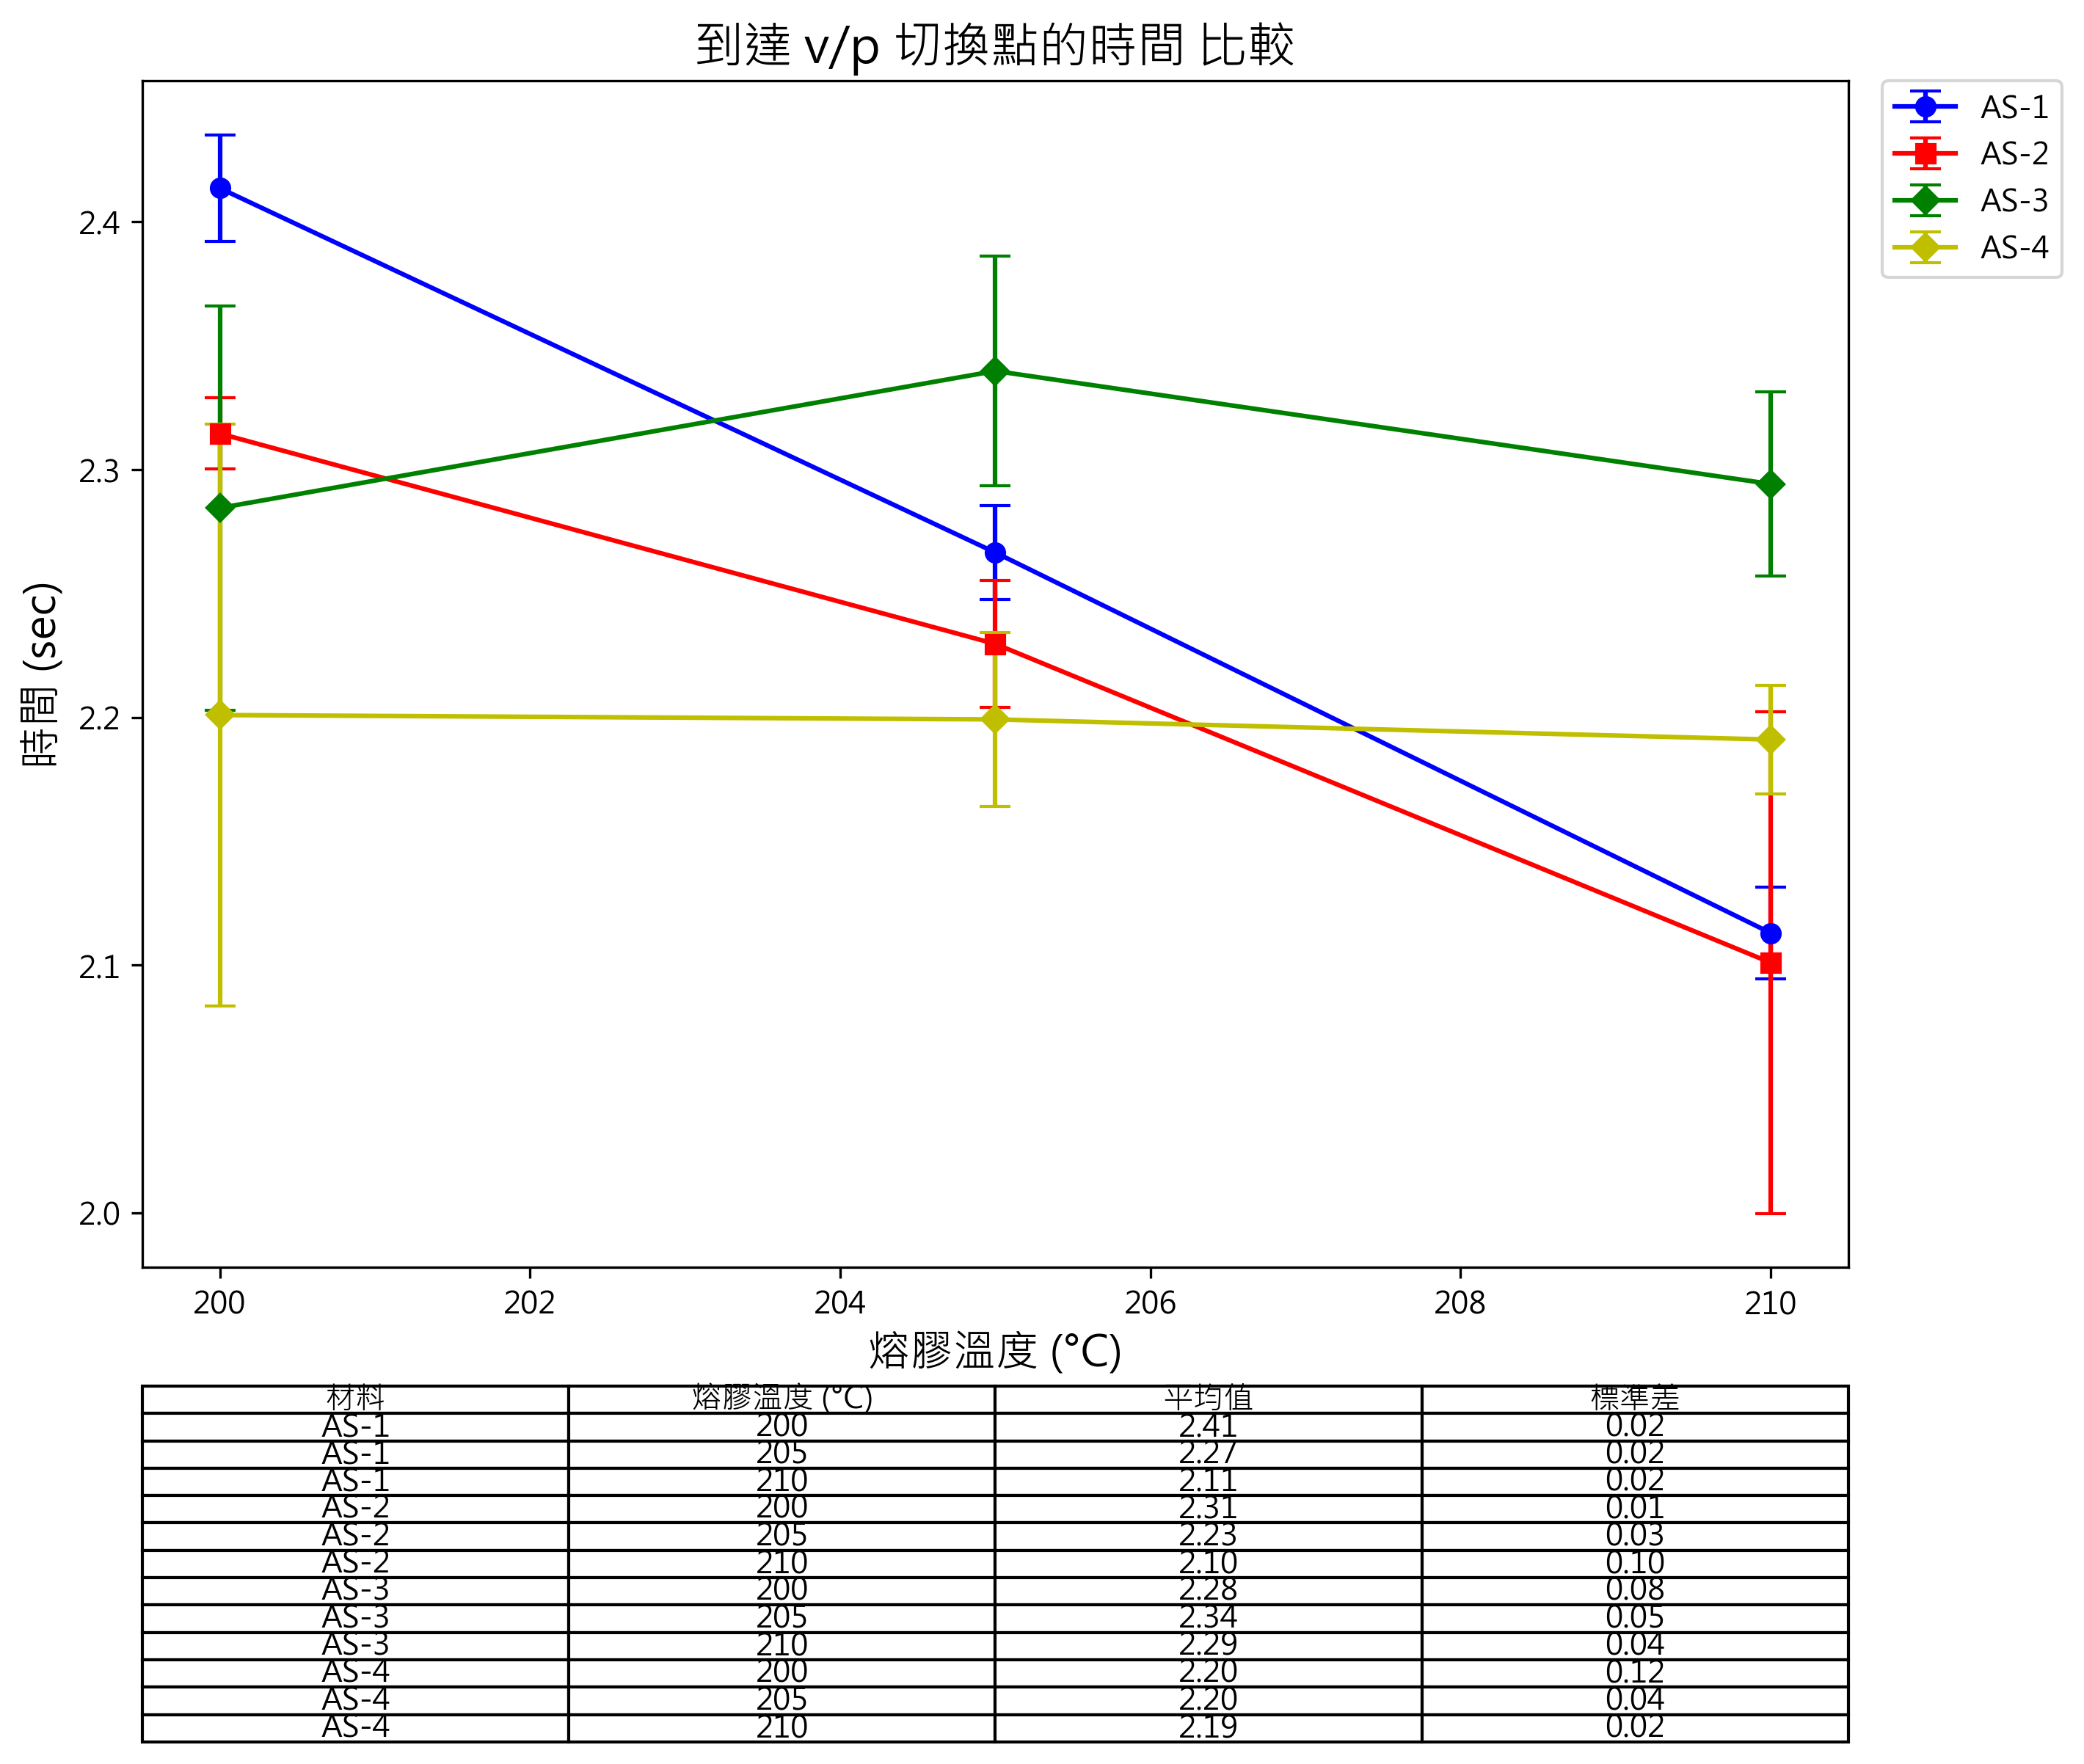 到達 v/p 切換點的時間 比較
AS-1
AS-2
AS-3
AS-4
時間 (sec)
2.4
2.3
2.2
2.1
2.0
200 202 204 206 208 210
熔膠溫度 (°C)
材料 熔膠溫度 (°C) 平均值 標準差
AS-1 200 2.41 0.02
AS-1 205 2.27 0.02
AS-1 210 2.11 0.02
AS-2 200 2.31 0.01
AS-2 205 2.23 0.03
AS-2 210 2.10 0.10
AS-3 200 2.28 0.08
AS-3 205 2.34 0.05
AS-3 210 2.29 0.04
AS-4 200 2.20 0.12
AS-4 205 2.20 0.04
AS-4 210 2.19 0.02